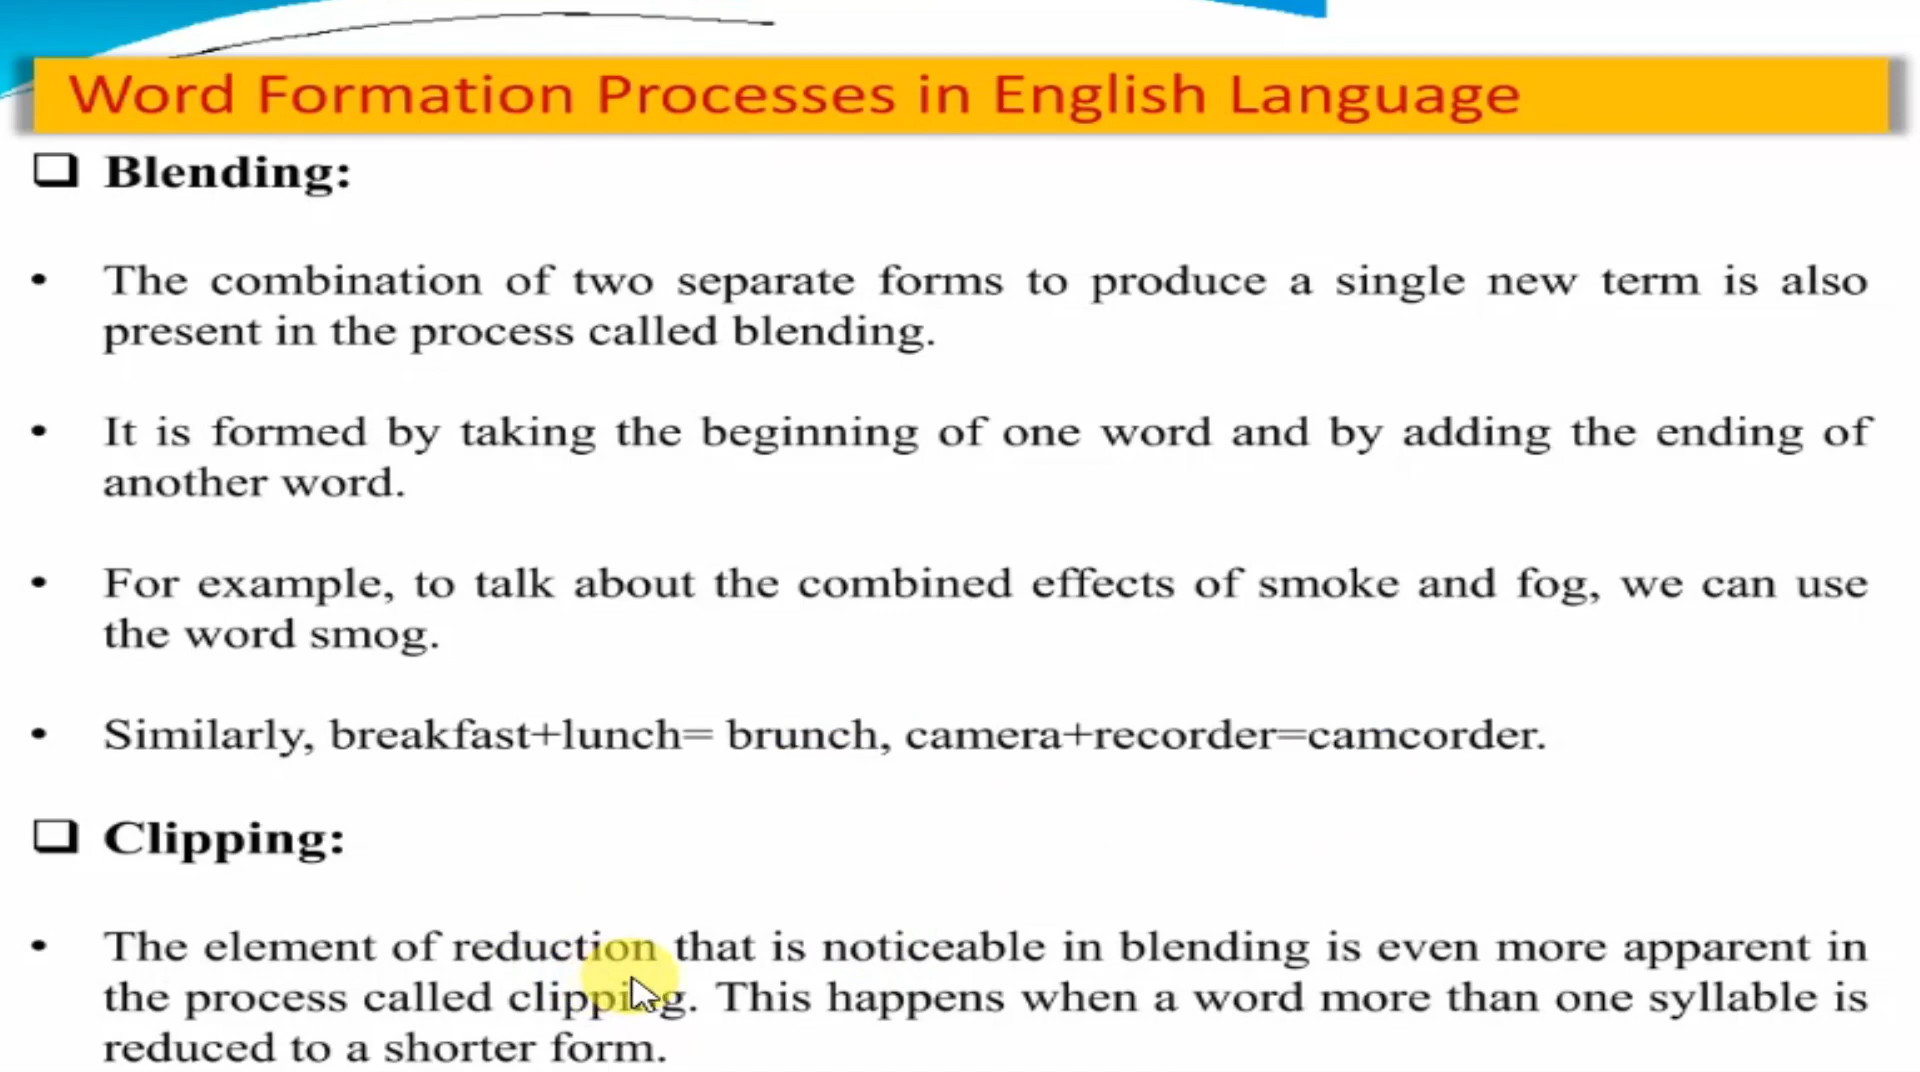 Word Formation Processes in English Language
❑ Blending:
• The combination of two separate forms to produce a single new term is also
present in the process called blending.
• It is formed by taking the beginning of one word and by adding the ending of
another word.
• For example, to talk about the combined effects of smoke and fog, we can use
the word smog.
• Similarly, breakfast+lunch= brunch, camera+recorder=camcorder.
❑ Clipping:
• The element of reduction that is noticeable in blending is even more apparent in
the process called clipping. This happens when a word more than one syllable is
reduced to a shorter form.